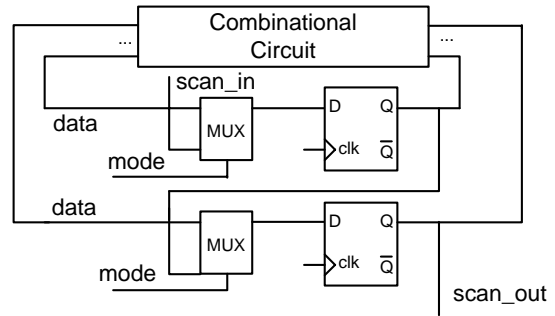 Combinational
Circuit
...
...
scan_in
data
MUX
mode
D
Q
clk
Q
data
MUX
mode
D
Q
clk
Q
scan_out